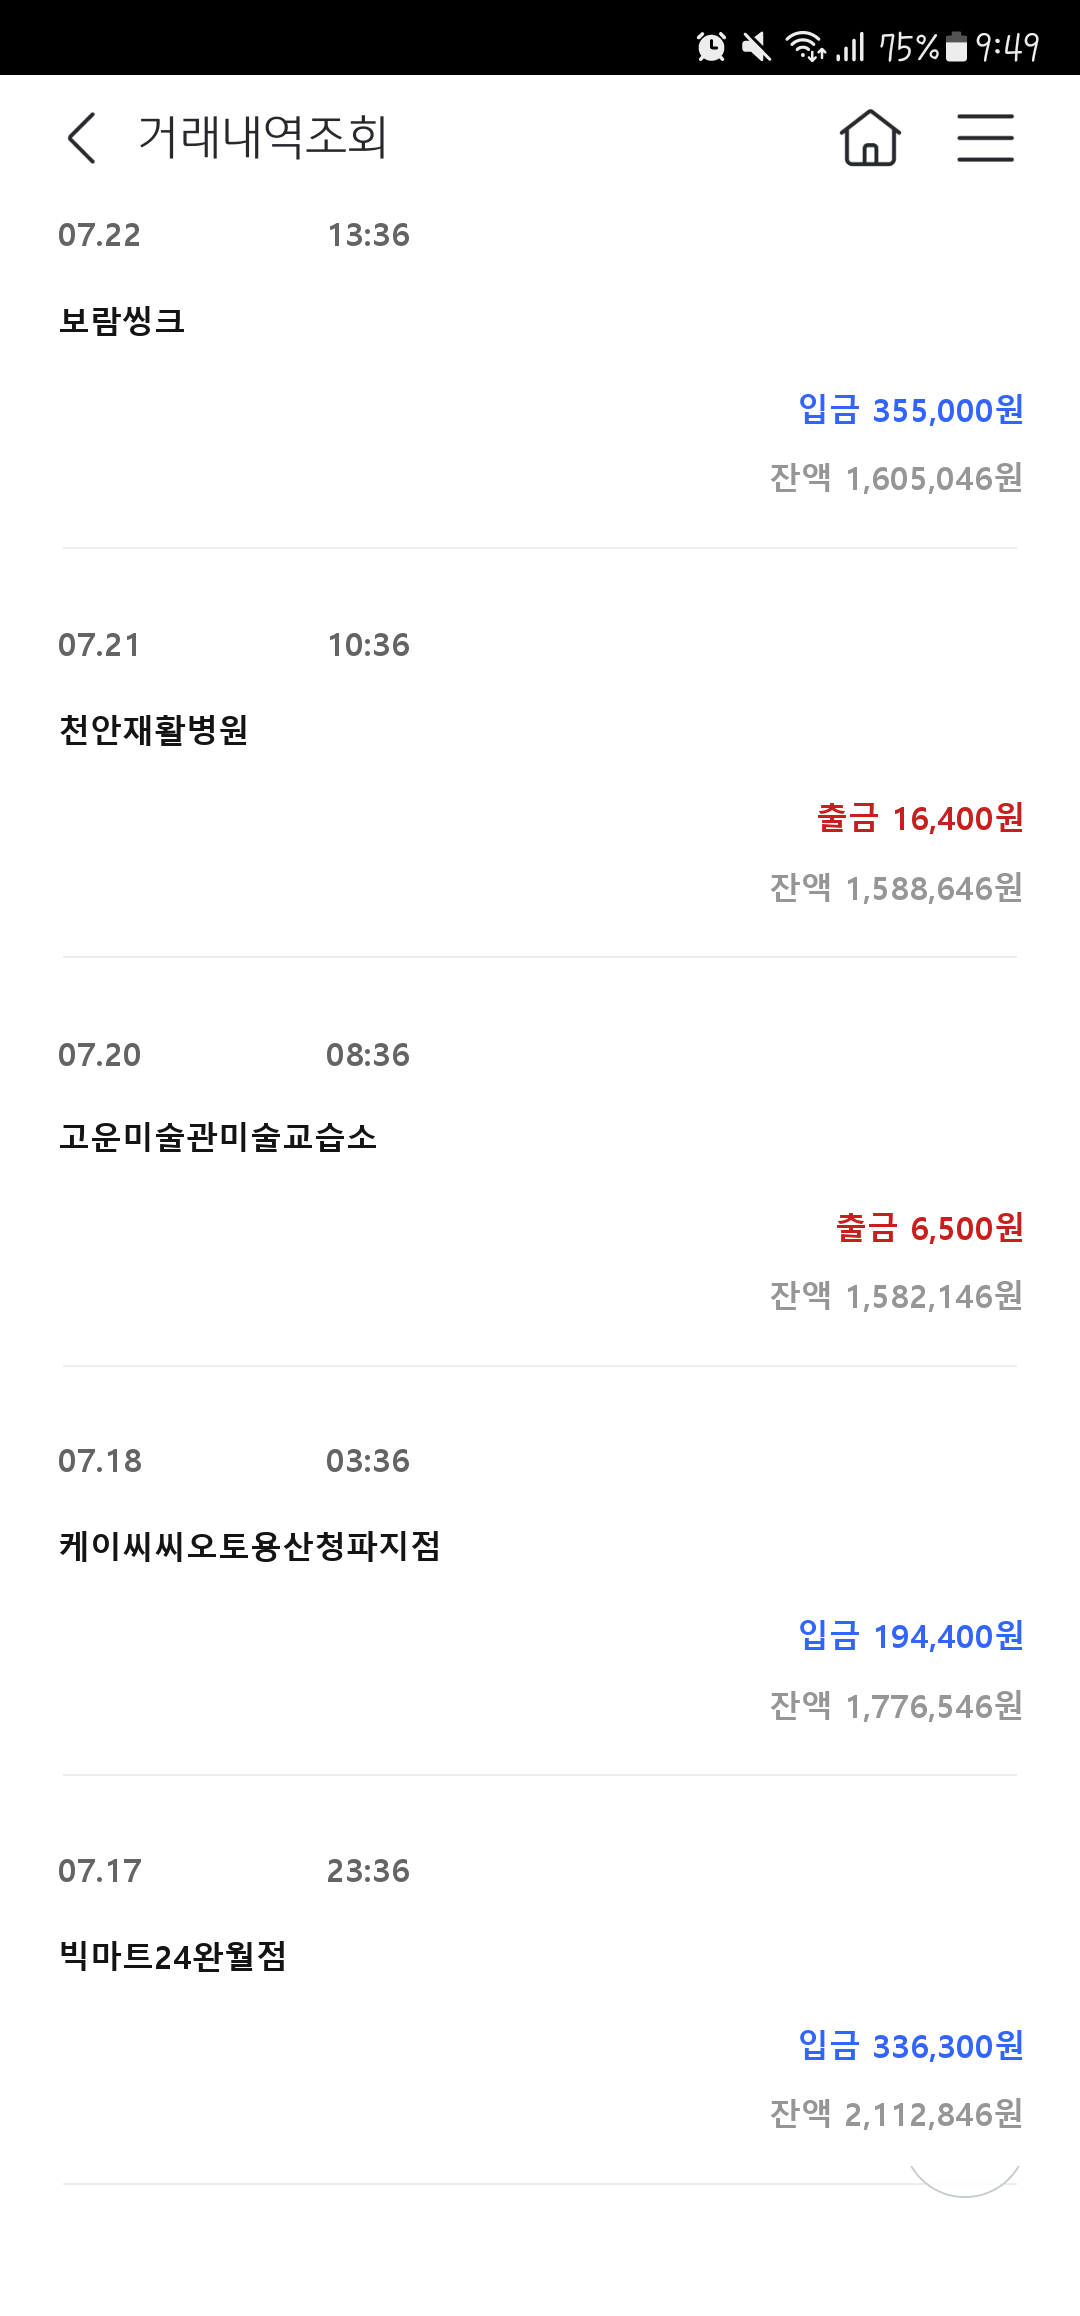 75% 9:49
거래내역조회
07.22 13:36
보람씽크
입금 355,000원
잔액 1,605,046원
07.21 10:36
천안재활병원
출금 16,400원
잔액 1,588,646원
07.20 08:36
고운미술관미술교습소
출금 6,500원
잔액 1,582,146원
07.18 03:36
케이씨씨오토용산청파지점
입금 194,400원
잔액 1,776,546원
07.17 23:36
빅마트24완월점
입금 336,300원
잔액 2,112,846원